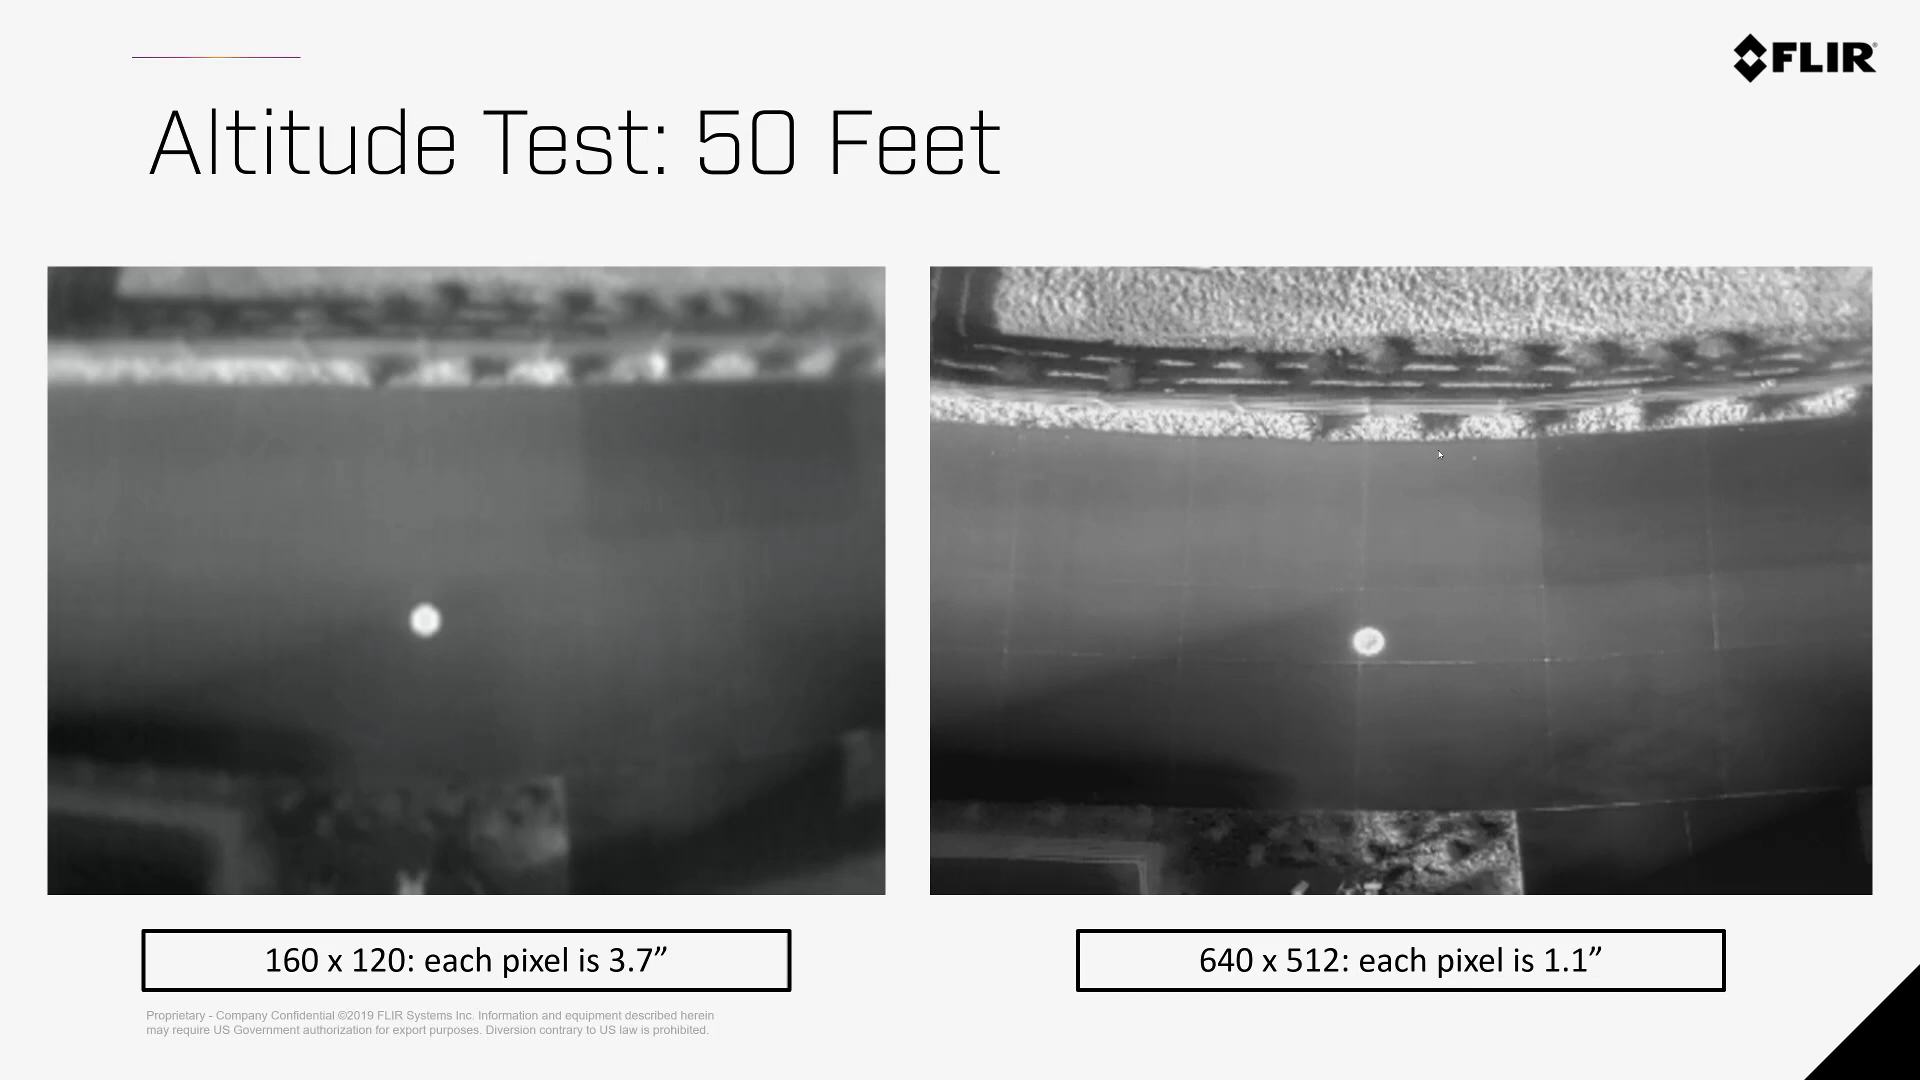 FLIR®
Altitude Test: 50 Feet
160 x 120: each pixel is 3.7”
640 x 512: each pixel is 1.1”
Proprietary - Company Confidential ©2019 FLIR Systems Inc. Information and equipment described herein
may require US Government authorization for export purposes. Diversion contrary to US law is prohibited.